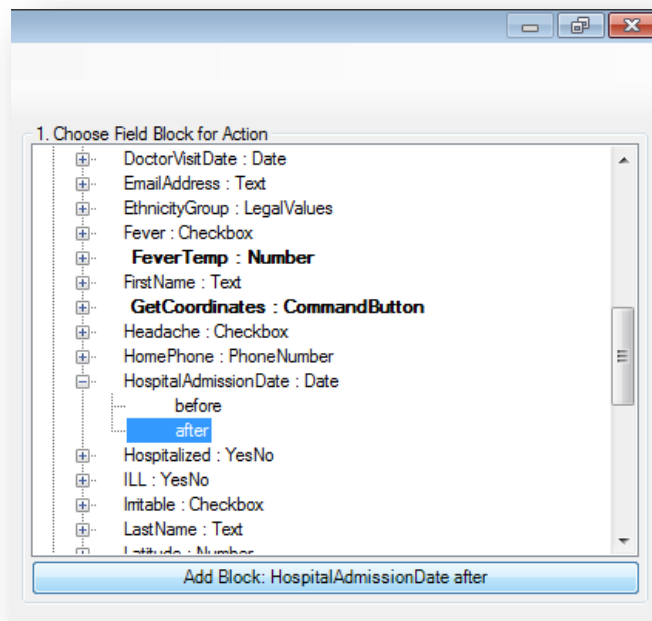 1. Choose Field Block for Action
DoctorVisitDate : Date
EmailAddress : Text
EthnicityGroup : LegalValues
Fever : Checkbox
FeverTemp : Number
FirstName : Text
GetCoordinates : CommandButton
Headache : Checkbox
HomePhone : PhoneNumber
HospitalAdmissionDate : Date
before
after
Hospitalized : YesNo
ILL : YesNo
Irritable : Checkbox
LastName : Text
Latitude : Number
Add Block: HospitalAdmissionDate after